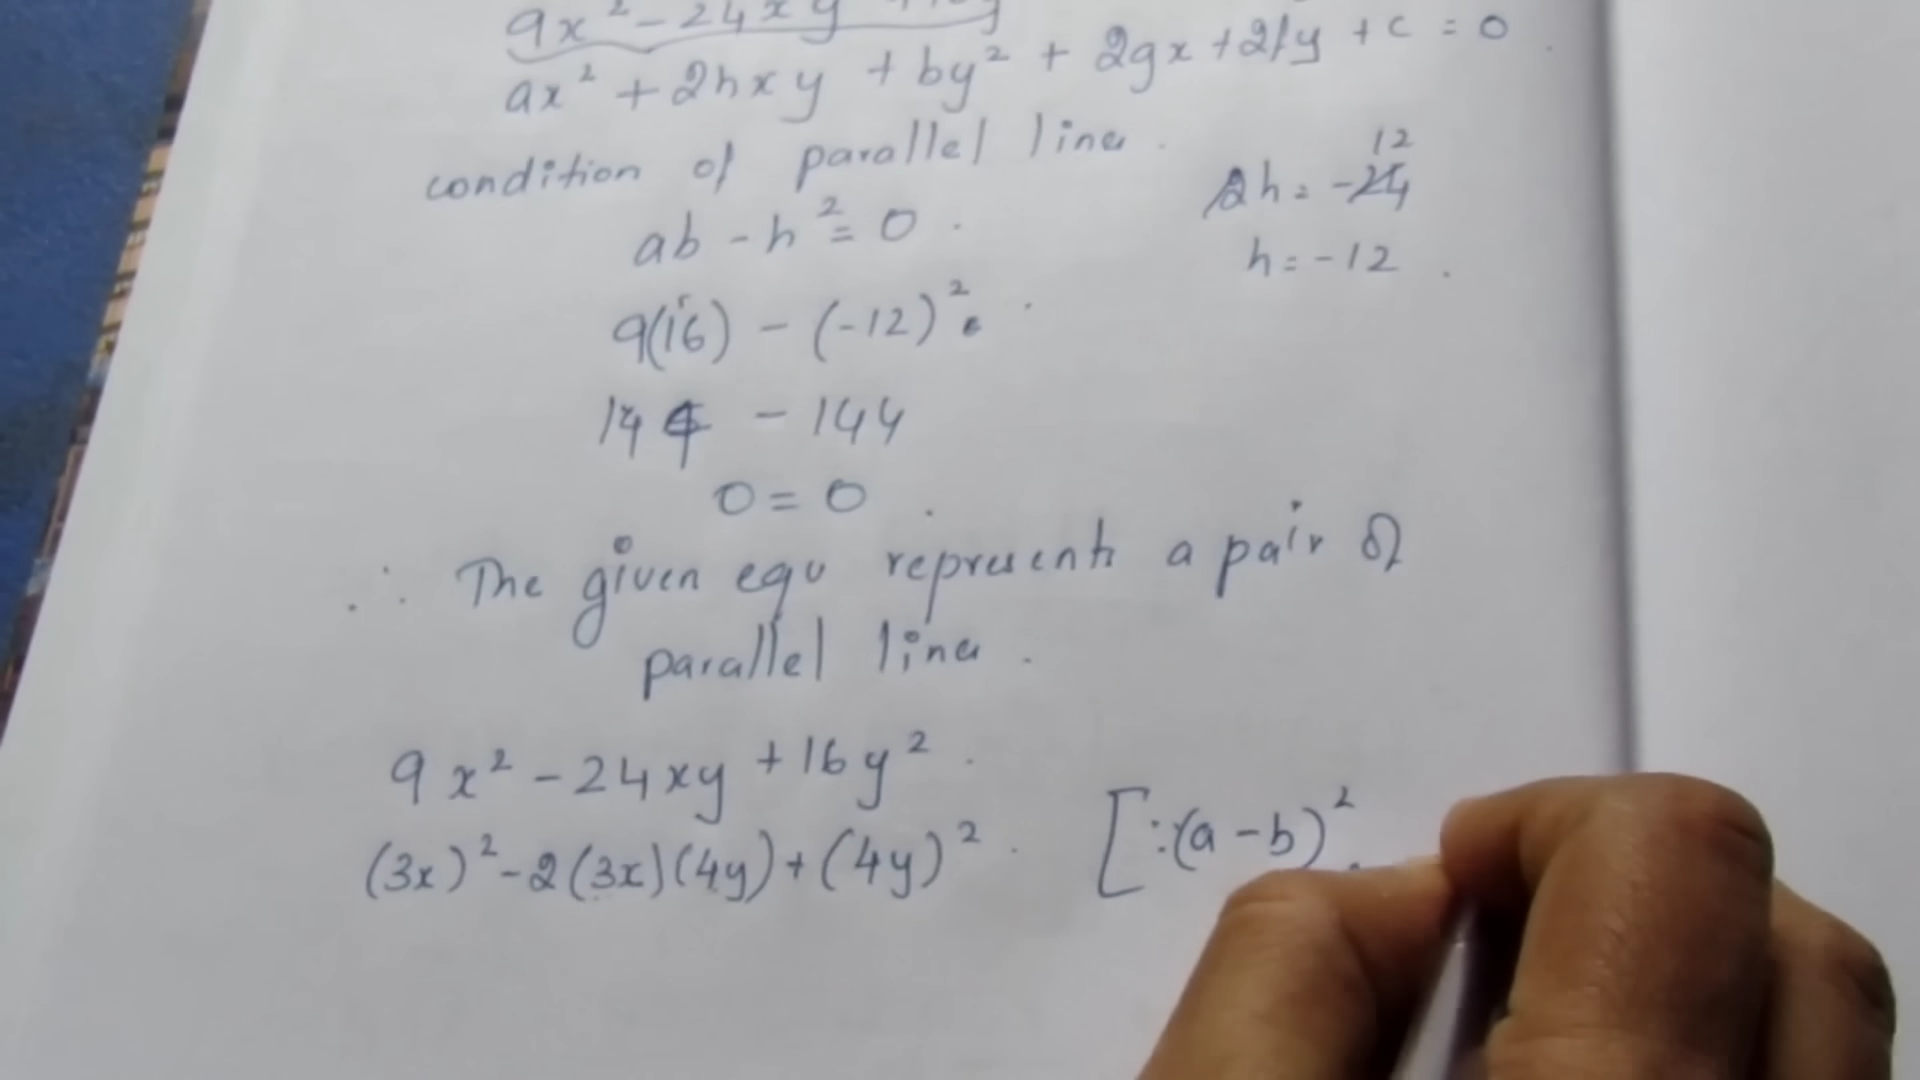 9x² - 24xy
ax² + 2hxy + by² + 2gx + 2fy + c = 0
condition of parallel line
12
2h = -24
ab - h² = 0
h = -12
9(16) - (-12)²
144 - 144
0 = 0
∴ The given equ represents a pair of
parallel line
9x² - 24xy + 16y²
(3x)² - 2(3x)(4y) + (4y)² [∵(a - b)²